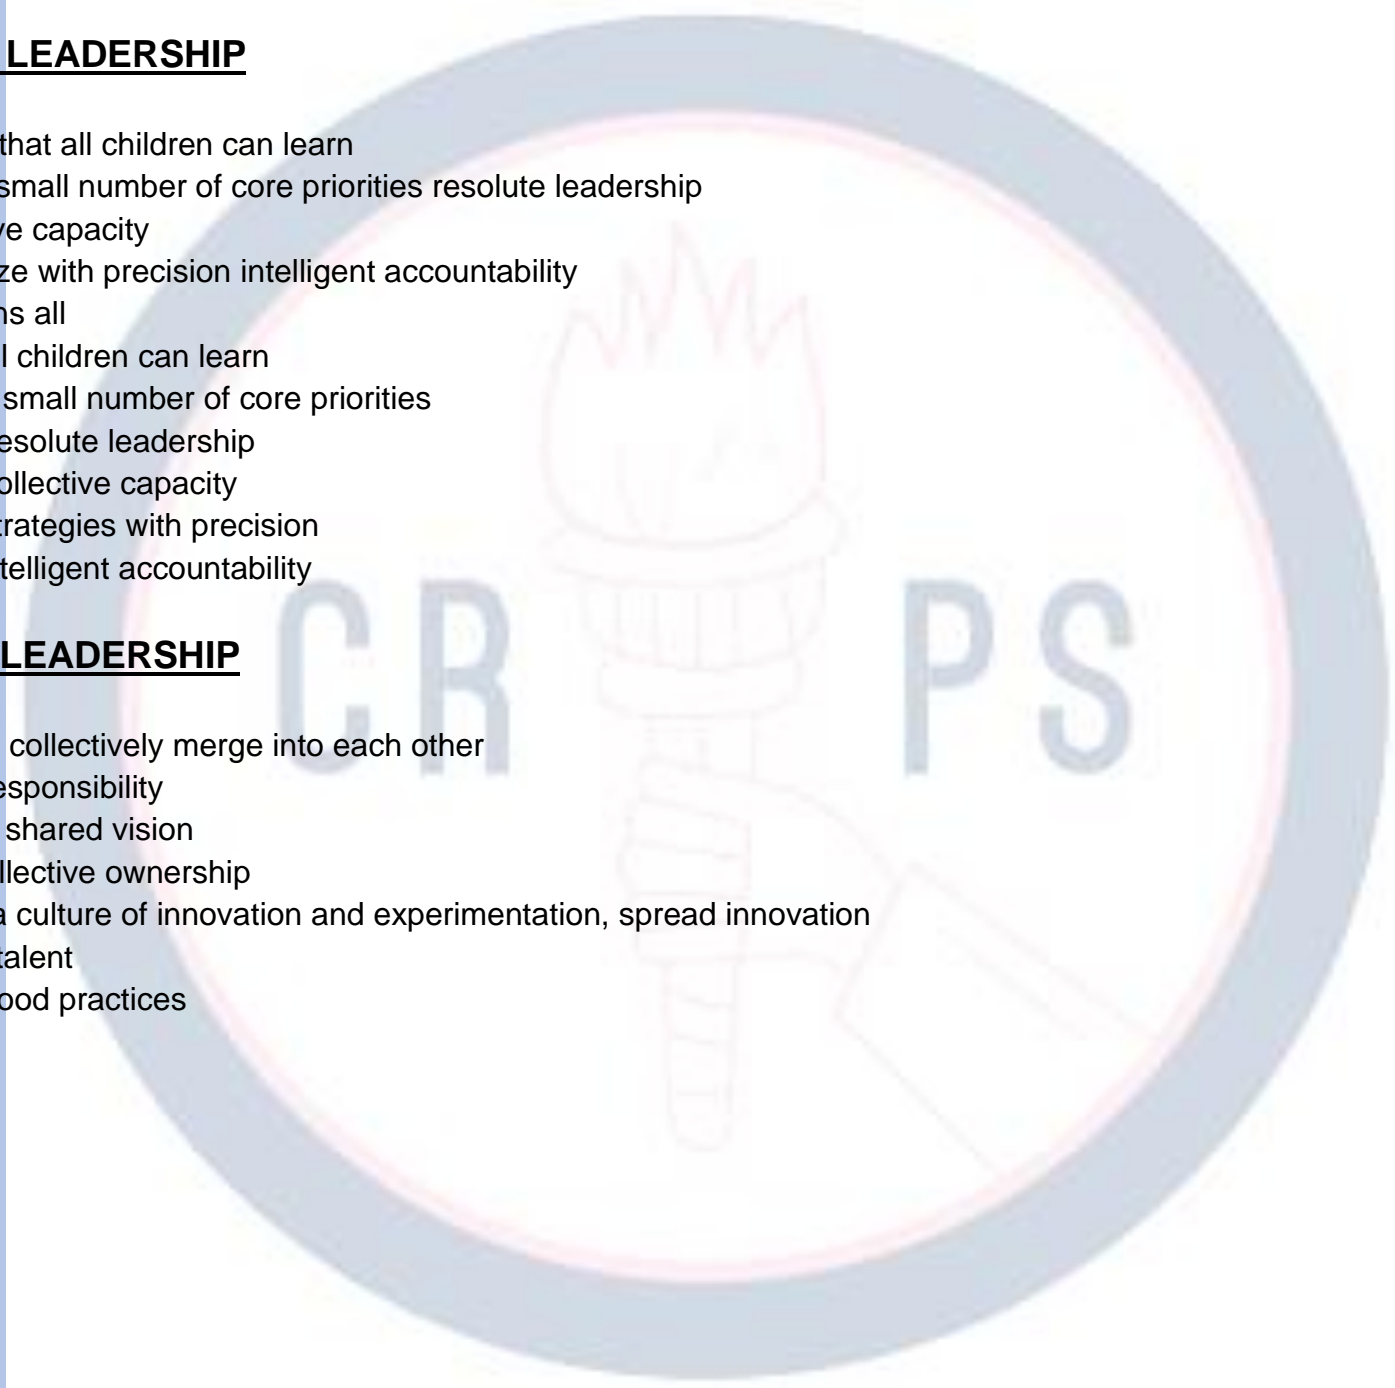 LEADERSHIP
that all children can learn
small number of core priorities resolute leadership
ve capacity
ze with precision intelligent accountability
ns all
l children can learn
small number of core priorities
esolute leadership
ollective capacity
trategies with precision
telligent accountability
CR PS
LEADERSHIP
collectively merge into each other
esponsibility
shared vision
llective ownership
a culture of innovation and experimentation, spread innovation
talent
ood practices